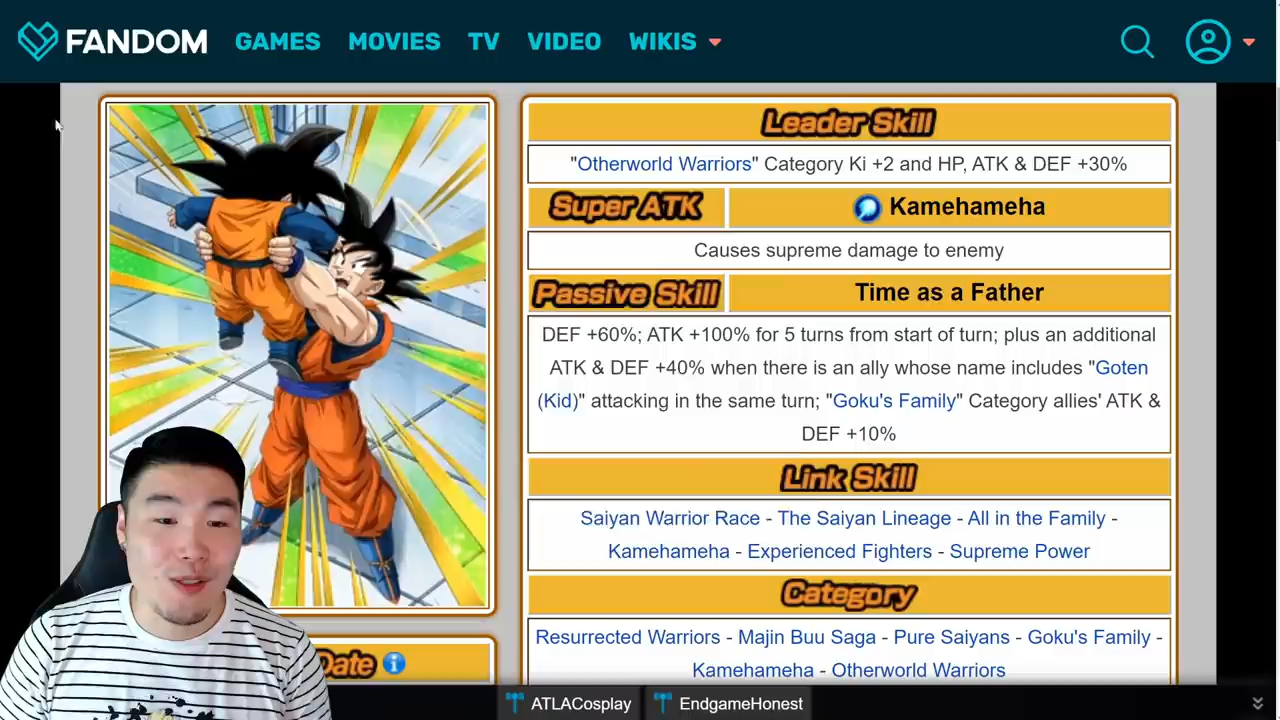 FANDOM GAMES MOVIES TV VIDEO WIKIS
Leader Skill
"Otherworld Warriors" Category Ki +2 and HP, ATK & DEF +30%
Super ATK Kamehameha
Causes supreme damage to enemy
Passive Skill Time as a Father
DEF +60%; ATK +100% for 5 turns from start of turn; plus an additional
ATK & DEF +40% when there is an ally whose name includes "Goten
(Kid)" attacking in the same turn; "Goku's Family" Category allies' ATK &
DEF +10%
Link Skill
Saiyan Warrior Race - The Saiyan Lineage - All in the Family -
Kamehameha - Experienced Fighters - Supreme Power
Category
Resurrected Warriors - Majin Buu Saga - Pure Saiyans - Goku's Family -
Kamehameha - Otherworld Warriors
Date
ATLACosplay EndgameHonest